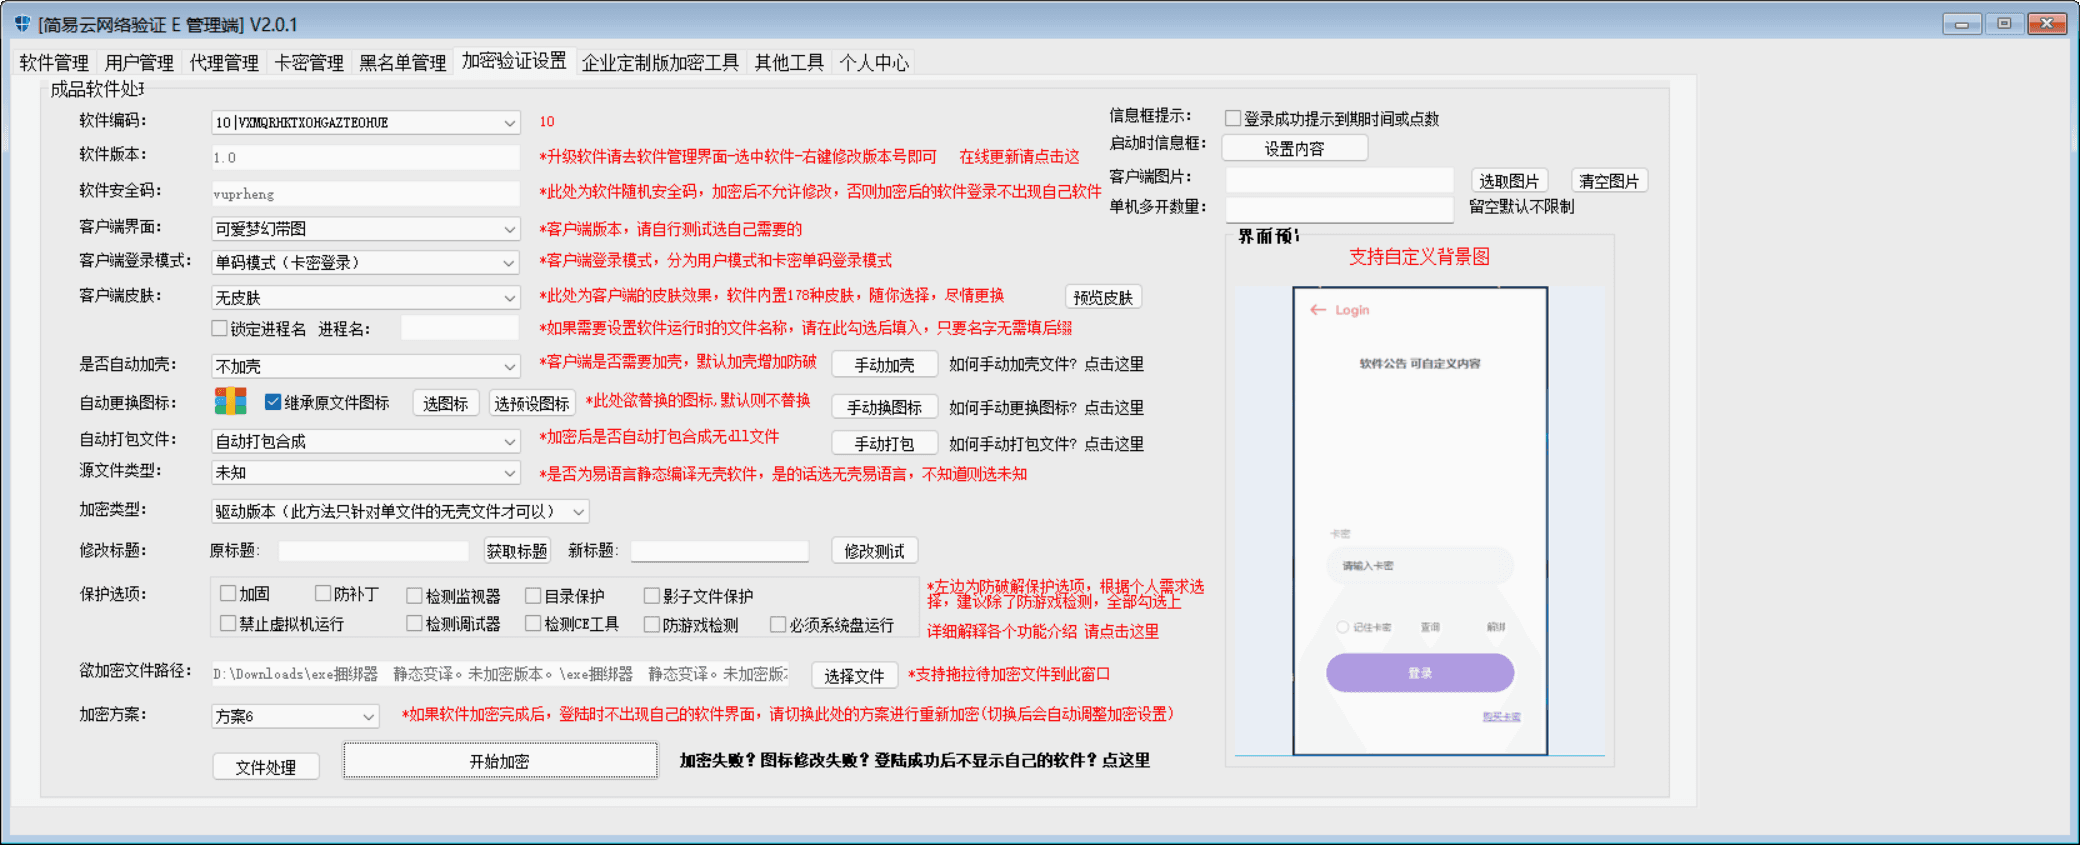 [简易云网络验证 E 管理端] V2.0.1
软件管理 用户管理 代理管理 卡密管理 黑名单管理 加密验证设置 企业定制版加密工具 其他工具 个人中心
成品软件处
软件编码: 10|VXMQRHKTXOHGAZTEOHUE 10
软件版本: 1.0 *升级软件请去软件管理界面-选中软件-右键修改版本号即可 在线更新请点击这
软件安全码: vuprheng *此处为软件随机安全码，加密后不允许修改，否则加密后的软件登录不出现自己软件
客户端界面: 可爱梦幻带图 *客户端版本，请自行测试选自己需要的
客户端登录模式: 单码模式（卡密登录） *客户端登录模式，分为用户模式和卡密单码登录模式
客户端皮肤: 无皮肤 *此处为客户端的皮肤效果，软件内置178种皮肤，随你选择，尽情更换 预览皮肤
锁定进程名 进程名: *如果需要设置软件运行时的文件名称，请在此勾选后填入，只要名字无需填后缀
是否自动加壳: 不加壳 *客户端是否需要加壳，默认加壳增加防破 手动加壳 如何手动加壳文件？点击这里
自动更换图标: 继承原文件图标 选图标 选预设图标 *此处欲替换的图标,默认则不替换 手动换图标 如何手动更换图标？点击这里
自动打包文件: 自动打包合成 *加密后是否自动打包合成无dll文件 手动打包 如何手动打包文件？点击这里
源文件类型: 未知 *是否为易语言静态编译无壳软件，是的话选无壳易语言，不知道则选未知
加密类型: 驱动版本（此方法只针对单文件的无壳文件才可以）
修改标题: 原标题: 获取标题 新标题: 修改测试
保护选项: 加固 防补丁 检测监视器 目录保护 影子文件保护
禁止虚拟机运行 检测调试器 检测CE工具 防游戏检测 必须系统盘运行
*左边为防破解保护选项，根据个人需求选
择，建议除了防游戏检测，全部勾选上
详细解释各个功能介绍 请点击这里
欲加密文件路径: D:\Downloads\exe捆绑器 静态变译。未加密版本。\exe捆绑器 静态变译。未加密版 选择文件 *支持拖拉待加密文件到此窗口
加密方案: 方案6 *如果软件加密完成后，登陆时不出现自己的软件界面，请切换此处的方案进行重新加密(切换后会自动调整加密设置)
文件处理 开始加密 加密失败？图标修改失败？登陆成功后不显示自己的软件？点这里
信息框提示: 登录成功提示到期时间或点数
启动时信息框: 设置内容
客户端图片: 选取图片 清空图片
单机多开数量: 留空默认不限制
界面预
支持自定义背景图
← Login
软件公告 可自定义内容
卡密
请输入卡密
记住卡密 查询 解绑
登录
购买卡密